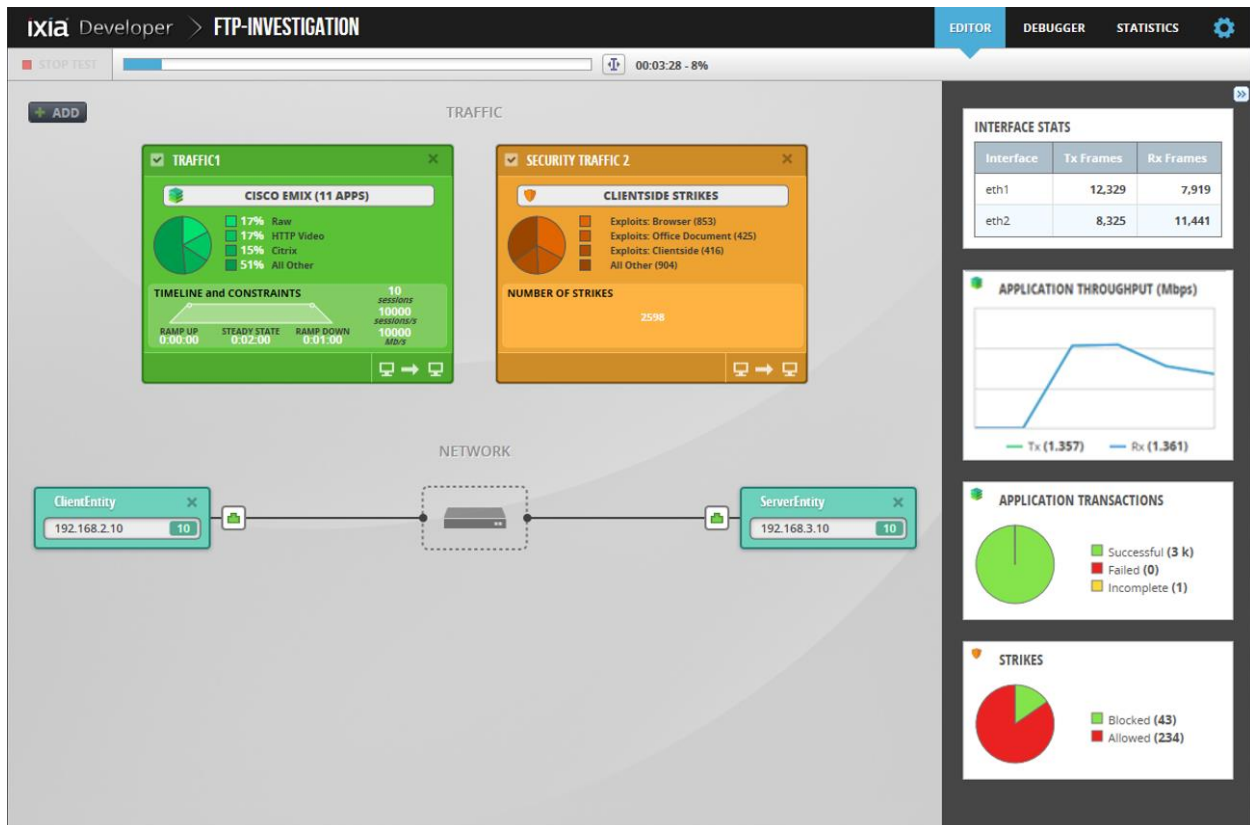 ixia Developer > FTP-INVESTIGATION
EDITOR DEBUGGER STATISTICS
STOP TEST
00:03:28 - 8%
+ ADD
TRAFFIC
TRAFFIC1
CISCO EMIX (11 APPS)
17% Raw
17% HTTP Video
15% Citrix
51% All Other
TIMELINE and CONSTRAINTS
RAMP UP
0:00:00
STEADY STATE
0:02:00
RAMP DOWN
0:01:00
10
sessions
10000
sessions/s
10000
Mb/s
SECURITY TRAFFIC 2
CLIENTSIDE STRIKES
Exploits: Browser (853)
Exploits: Office Document (425)
Exploits: Clientside (416)
All Other (904)
NUMBER OF STRIKES
2598
NETWORK
ClientEntity
192.168.2.10 10
ServerEntity
192.168.3.10 10
INTERFACE STATS
Interface Tx Frames Rx Frames
eth1 12,329 7,919
eth2 8,325 11,441
APPLICATION THROUGHPUT (Mbps)
Tx (1.357) Rx (1.361)
APPLICATION TRANSACTIONS
Successful (3 k)
Failed (0)
Incomplete (1)
STRIKES
Blocked (43)
Allowed (234)